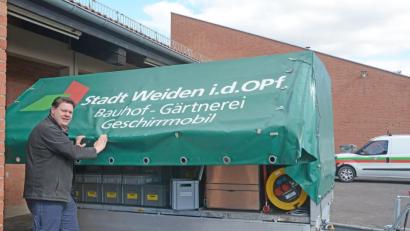 Stadt Weiden i.d.OPf.
Bauhof - Gärtnerei
Geschirrmobil